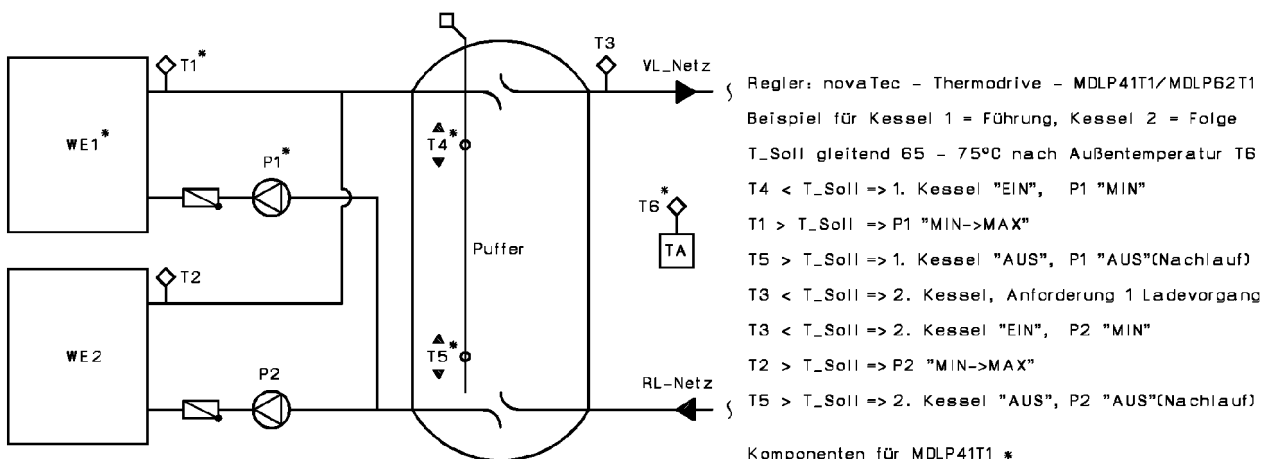 T1*
T3
VL_Netz
WE1*
T4*
P1*
T6*
TA
Puffer
T2
WE2
T5*
P2
RL-Netz
Regler: novaTec - Thermodrive - MDLP41T1/MDLP62T1
Beispiel für Kessel 1 = Führung, Kessel 2 = Folge
T_Soll gleitend 65 - 75ºC nach Außentemperatur T6
T4 < T_Soll => 1. Kessel "EIN", P1 "MIN"
T1 > T_Soll => P1 "MIN->MAX"
T5 > T_Soll => 1. Kessel "AUS", P1 "AUS"(Nachlauf)
T3 < T_Soll => 2. Kessel, Anforderung 1 Ladevorgang
T3 < T_Soll => 2. Kessel "EIN", P2 "MIN"
T2 > T_Soll => P2 "MIN->MAX"
T5 > T_Soll => 2. Kessel "AUS", P2 "AUS"(Nachlauf)
Komponenten für MDLP41T1 *